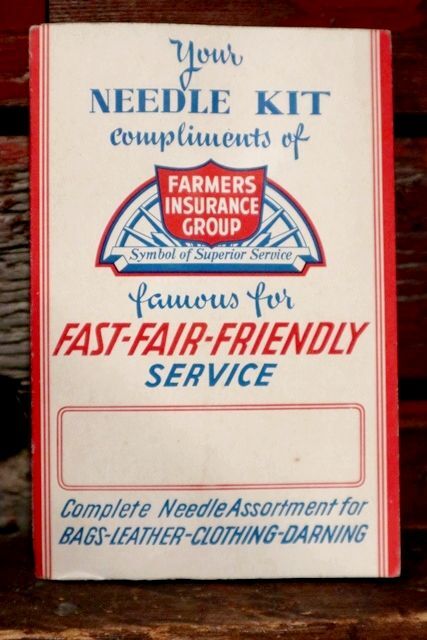 Your
NEEDLE KIT
compliments of
FARMERS
INSURANCE
GROUP
Symbol of Superior Service
famous for
FAST-FAIR-FRIENDLY
SERVICE
Complete Needle Assortment for
BAGS-LEATHER-CLOTHING-DARNING